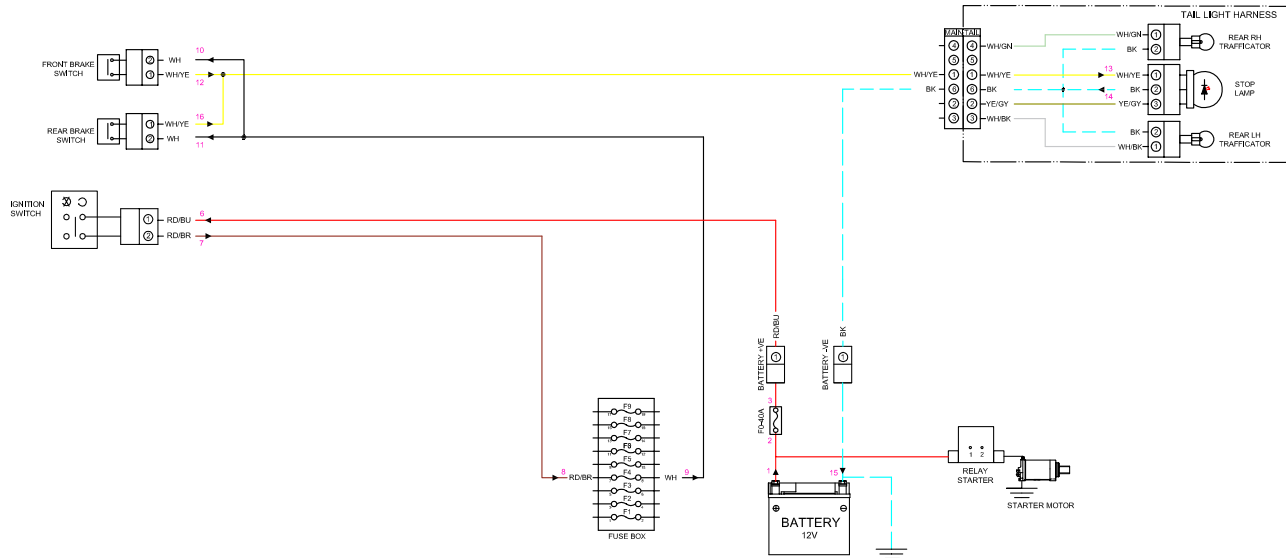 TAIL LIGHT HARNESS
MAIN TAIL
4 4 WH/GN
5 5
WH/YE 1 1 WH/YE
BK 6 6 BK
2 2 YE/GY
3 3 WH/BK
WH/GN 1
BK 2
REAR RH
TRAFFICATOR
13 WH/YE 1
BK 2
14 YE/GY 3
STOP
LAMP
BK 2
WH/BK 1
REAR LH
TRAFFICATOR
FRONT BRAKE
SWITCH
2 WH 10
1 WH/YE
12
REAR BRAKE
SWITCH
16
1 WH/YE
2 WH
11
IGNITION
SWITCH
1 RD/BU 6
2 RD/BR 7
RD/BU
BATTERY +VE
1
BK
BATTERY -VE
1
3
F0-40A
2
1
15
BATTERY
12V
1 2
RELAY
STARTER
STARTER MOTOR
F9
F8
F7
F6
F5
8 RD/BR F4 WH 9
F3
F2
F1
FUSE BOX